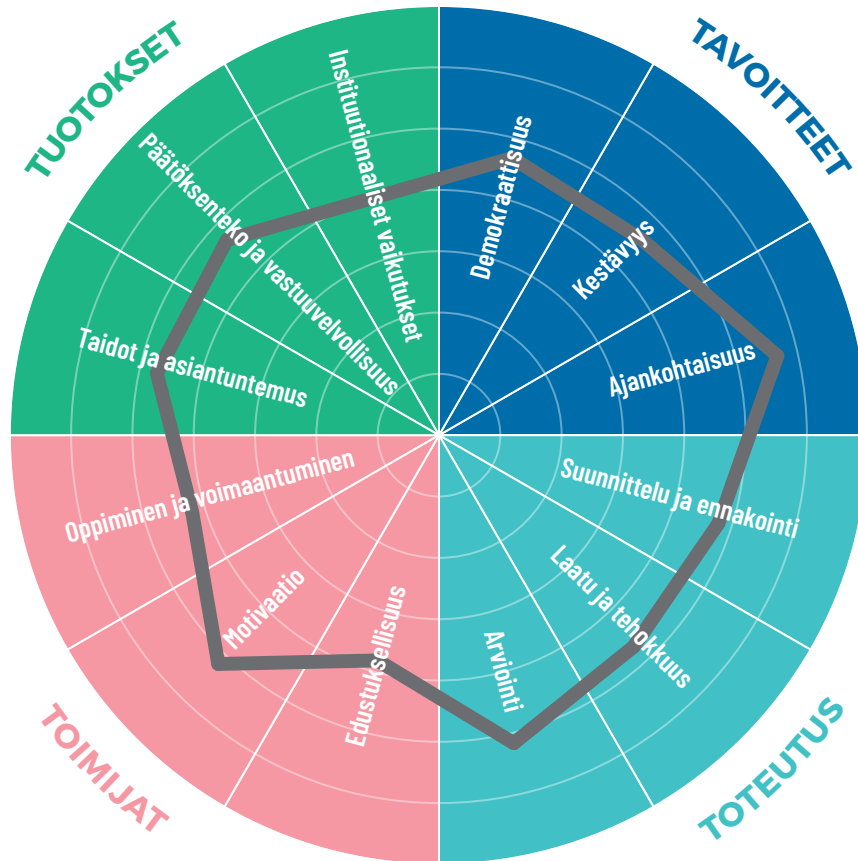 TUOTOKSET
TAVOITTEET
Instituutionaaliset vaikutukset
Päätöksenteko ja vastuuvelvollisuus
Taidot ja asiantuntemus
Demokraattisuus
Kestävyys
Ajankohtaisuus
Oppiminen ja voimaantuminen
Motivaatio
Edustuksellisuus
Suunnittelu ja ennakointi
Laatu ja tehokkuus
Arviointi
TOIMIJAT
TOTEUTUS